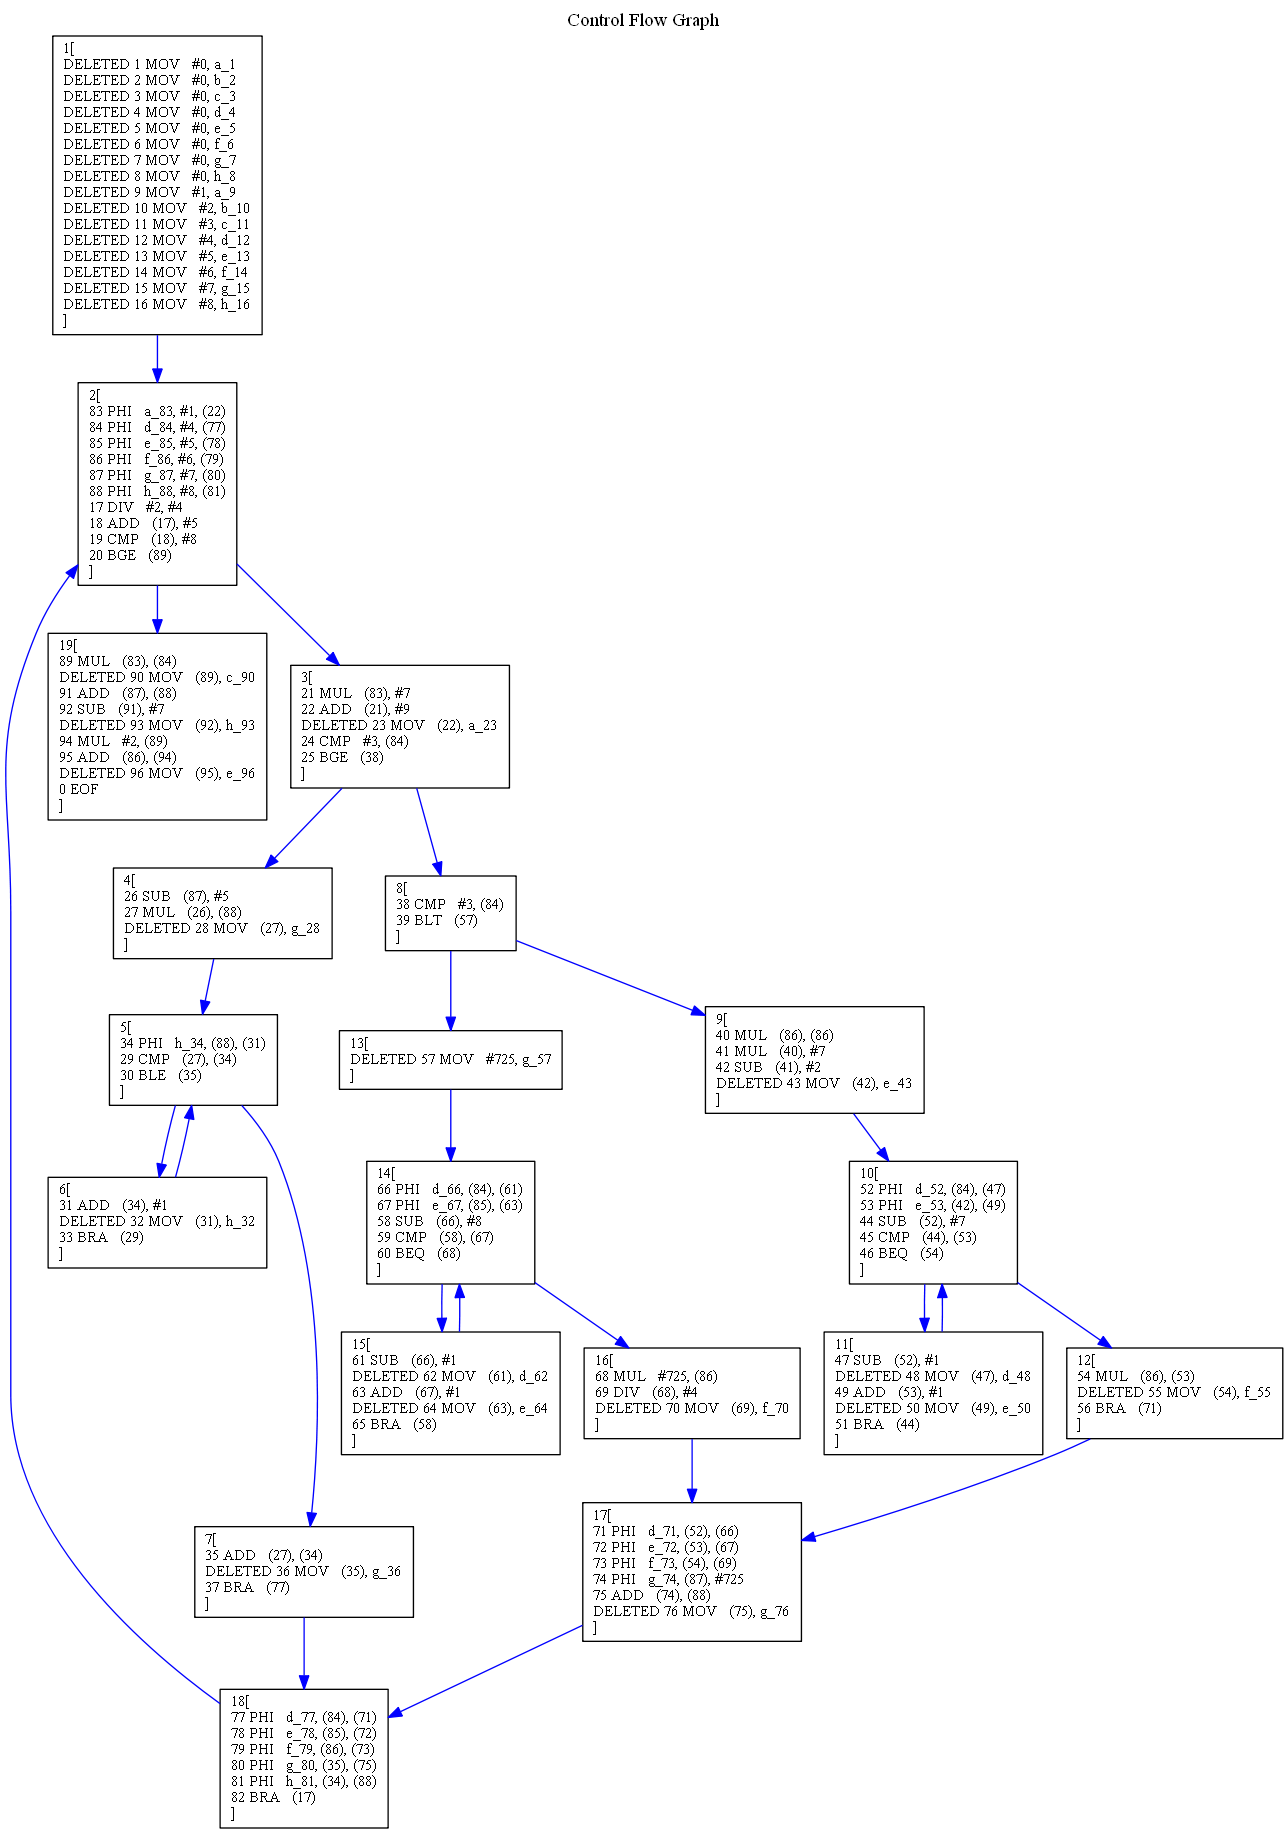 Control Flow Graph
1[
DELETED 1 MOV #0, a_1
DELETED 2 MOV #0, b_2
DELETED 3 MOV #0, c_3
DELETED 4 MOV #0, d_4
DELETED 5 MOV #0, e_5
DELETED 6 MOV #0, f_6
DELETED 7 MOV #0, g_7
DELETED 8 MOV #0, h_8
DELETED 9 MOV #1, a_9
DELETED 10 MOV #2, b_10
DELETED 11 MOV #3, c_11
DELETED 12 MOV #4, d_12
DELETED 13 MOV #5, e_13
DELETED 14 MOV #6, f_14
DELETED 15 MOV #7, g_15
DELETED 16 MOV #8, h_16
]
2[
83 PHI a_83, #1, (22)
84 PHI d_84, #4, (77)
85 PHI e_85, #5, (78)
86 PHI f_86, #6, (79)
87 PHI g_87, #7, (80)
88 PHI h_88, #8, (81)
17 DIV #2, #4
18 ADD (17), #5
19 CMP (18), #8
20 BGE (89)
]
19[
89 MUL (83), (84)
DELETED 90 MOV (89), c_90
91 ADD (87), (88)
92 SUB (91), #7
DELETED 93 MOV (92), h_93
94 MUL #2, (89)
95 ADD (86), (94)
DELETED 96 MOV (95), e_96
0 EOF
]
3[
21 MUL (83), #7
22 ADD (21), #9
DELETED 23 MOV (22), a_23
24 CMP #3, (84)
25 BGE (38)
]
4[
26 SUB (87), #5
27 MUL (26), (88)
DELETED 28 MOV (27), g_28
]
8[
38 CMP #3, (84)
39 BLT (57)
]
5[
34 PHI h_34, (88), (31)
29 CMP (27), (34)
30 BLE (35)
]
13[
DELETED 57 MOV #725, g_57
]
9[
40 MUL (86), (86)
41 MUL (40), #7
42 SUB (41), #2
DELETED 43 MOV (42), e_43
]
6[
31 ADD (34), #1
DELETED 32 MOV (31), h_32
33 BRA (29)
]
14[
66 PHI d_66, (84), (61)
67 PHI e_67, (85), (63)
58 SUB (66), #8
59 CMP (58), (67)
60 BEQ (68)
]
10[
52 PHI d_52, (84), (47)
53 PHI e_53, (42), (49)
44 SUB (52), #7
45 CMP (44), (53)
46 BEQ (54)
]
15[
61 SUB (66), #1
DELETED 62 MOV (61), d_62
63 ADD (67), #1
DELETED 64 MOV (63), e_64
65 BRA (58)
]
16[
68 MUL #725, (86)
69 DIV (68), #4
DELETED 70 MOV (69), f_70
]
11[
47 SUB (52), #1
DELETED 48 MOV (47), d_48
49 ADD (53), #1
DELETED 50 MOV (49), e_50
51 BRA (44)
]
12[
54 MUL (86), (53)
DELETED 55 MOV (54), f_55
56 BRA (71)
]
7[
35 ADD (27), (34)
DELETED 36 MOV (35), g_36
37 BRA (77)
]
17[
71 PHI d_71, (52), (66)
72 PHI e_72, (53), (67)
73 PHI f_73, (54), (69)
74 PHI g_74, (87), #725
75 ADD (74), (88)
DELETED 76 MOV (75), g_76
]
18[
77 PHI d_77, (84), (71)
78 PHI e_78, (85), (72)
79 PHI f_79, (86), (73)
80 PHI g_80, (35), (75)
81 PHI h_81, (34), (88)
82 BRA (17)
]